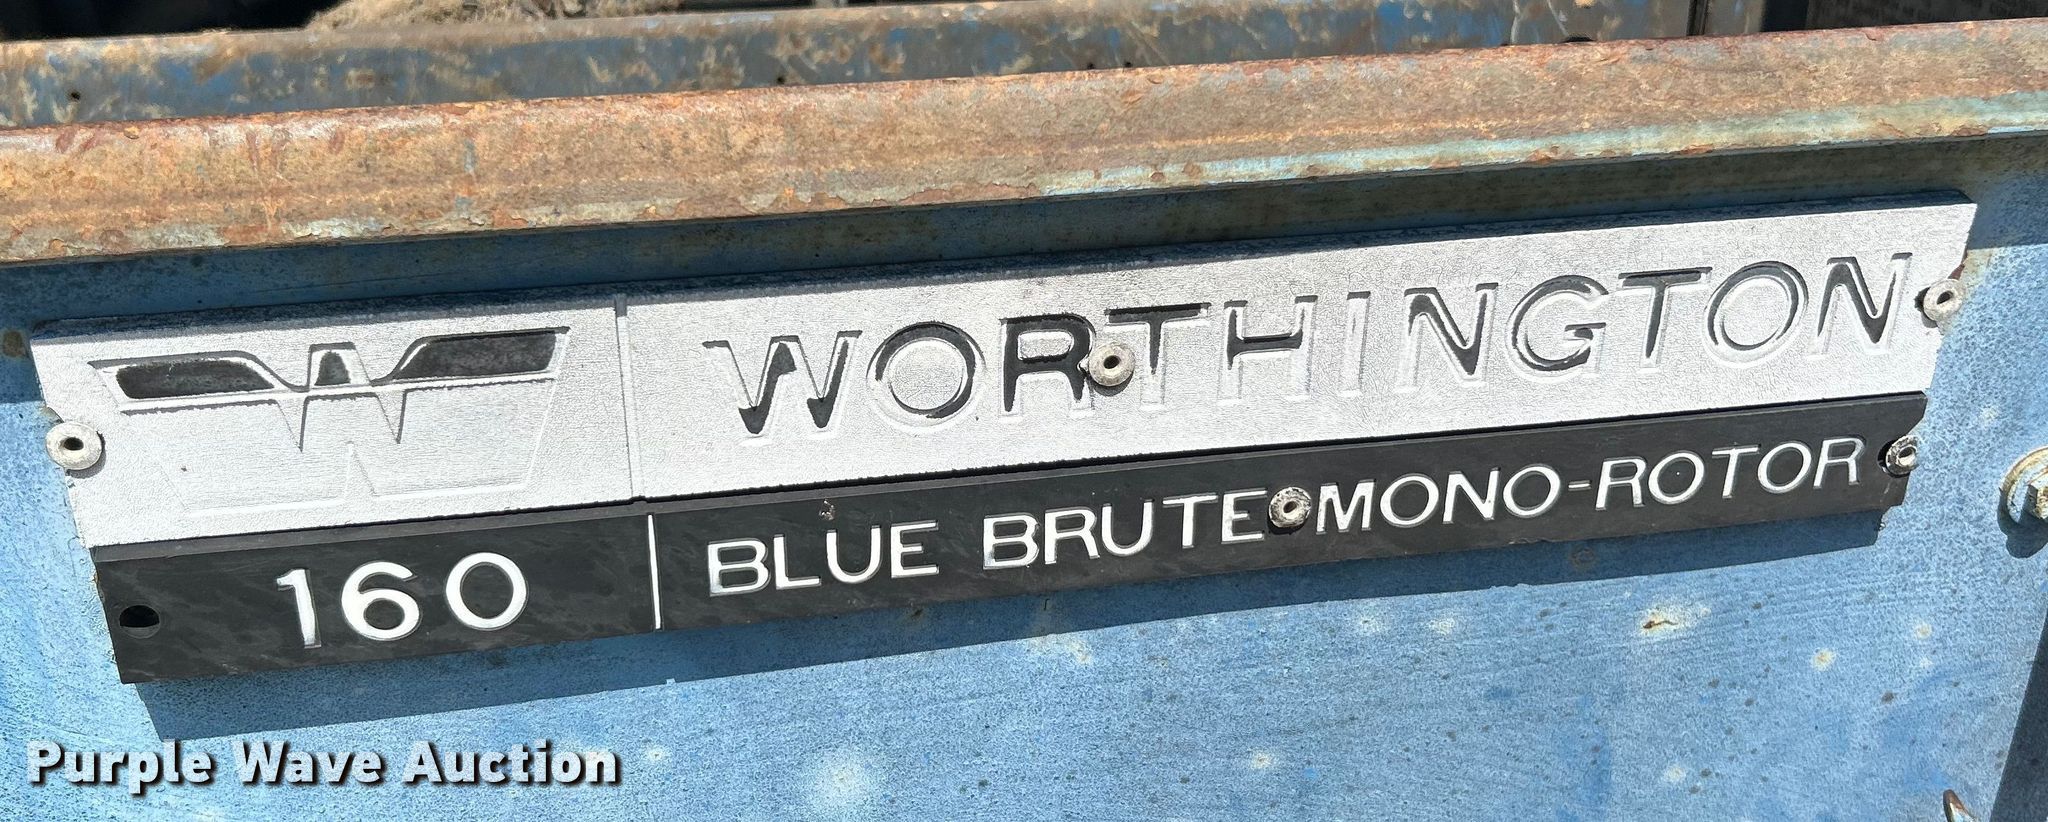 W WORTHINGTON
160 BLUE BRUTE MONO-ROTOR
Purple Wave Auction